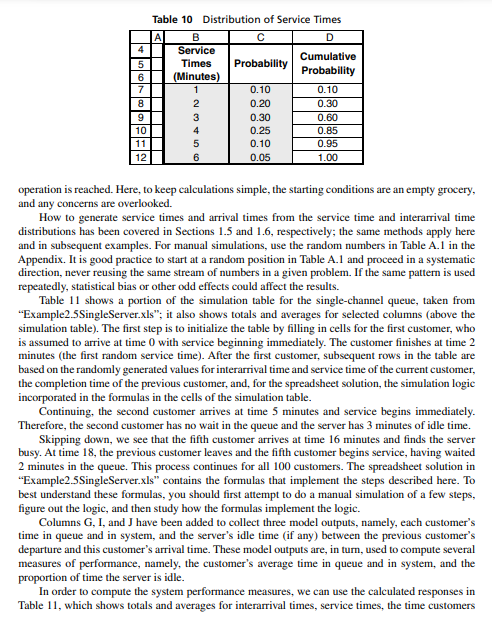 Table 10 Distribution of Service Times
A B C D
4 Service
5 Times Probability Cumulative
6 (Minutes) Probability
7 1 0.10 0.10
8 2 0.20 0.30
9 3 0.30 0.60
10 4 0.25 0.85
11 5 0.10 0.95
12 6 0.05 1.00
operation is reached. Here, to keep calculations simple, the starting conditions are an empty grocery,
and any concerns are overlooked.
How to generate service times and arrival times from the service time and interarrival time
distributions has been covered in Sections 1.5 and 1.6, respectively; the same methods apply here
and in subsequent examples. For manual simulations, use the random numbers in Table A.1 in the
Appendix. It is good practice to start at a random position in Table A.1 and proceed in a systematic
direction, never reusing the same stream of numbers in a given problem. If the same pattern is used
repeatedly, statistical bias or other odd effects could affect the results.
Table 11 shows a portion of the simulation table for the single-channel queue, taken from
“Example2.5SingleServer.xls”; it also shows totals and averages for selected columns (above the
simulation table). The first step is to initialize the table by filling in cells for the first customer, who
is assumed to arrive at time 0 with service beginning immediately. The customer finishes at time 2
minutes (the first random service time). After the first customer, subsequent rows in the table are
based on the randomly generated values for interarrival time and service time of the current customer,
the completion time of the previous customer, and, for the spreadsheet solution, the simulation logic
incorporated in the formulas in the cells of the simulation table.
Continuing, the second customer arrives at time 5 minutes and service begins immediately.
Therefore, the second customer has no wait in the queue and the server has 3 minutes of idle time.
Skipping down, we see that the fifth customer arrives at time 16 minutes and finds the server
busy. At time 18, the previous customer leaves and the fifth customer begins service, having waited
2 minutes in the queue. This process continues for all 100 customers. The spreadsheet solution in
“Example2.5SingleServer.xls” contains the formulas that implement the steps described here. To
best understand these formulas, you should first attempt to do a manual simulation of a few steps,
figure out the logic, and then study how the formulas implement the logic.
Columns G, I, and J have been added to collect three model outputs, namely, each customer’s
time in queue and in system, and the server’s idle time (if any) between the previous customer’s
departure and this customer’s arrival time. These model outputs are, in turn, used to compute several
measures of performance, namely, the customer’s average time in queue and in system, and the
proportion of time the server is idle.
In order to compute the system performance measures, we can use the calculated responses in
Table 11, which shows totals and averages for interarrival times, service times, the time customers